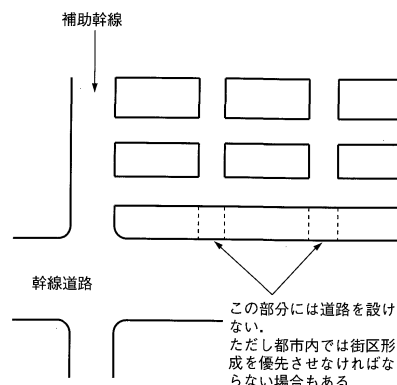 補助幹線
幹線道路
この部分には道路を設け
ない.
ただし都市内では街区形
成を優先させなければな
らない場合もある